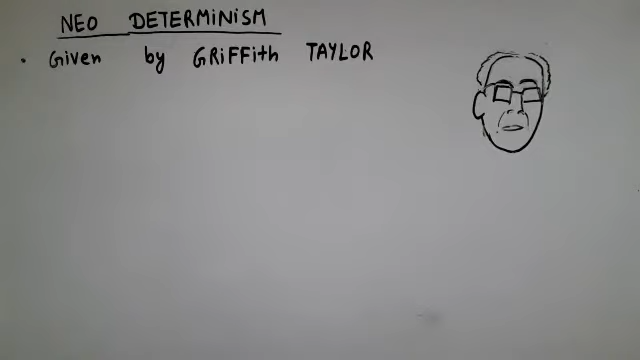 NEO DETERMINISM
• Given by GRiFFith TAYLOR